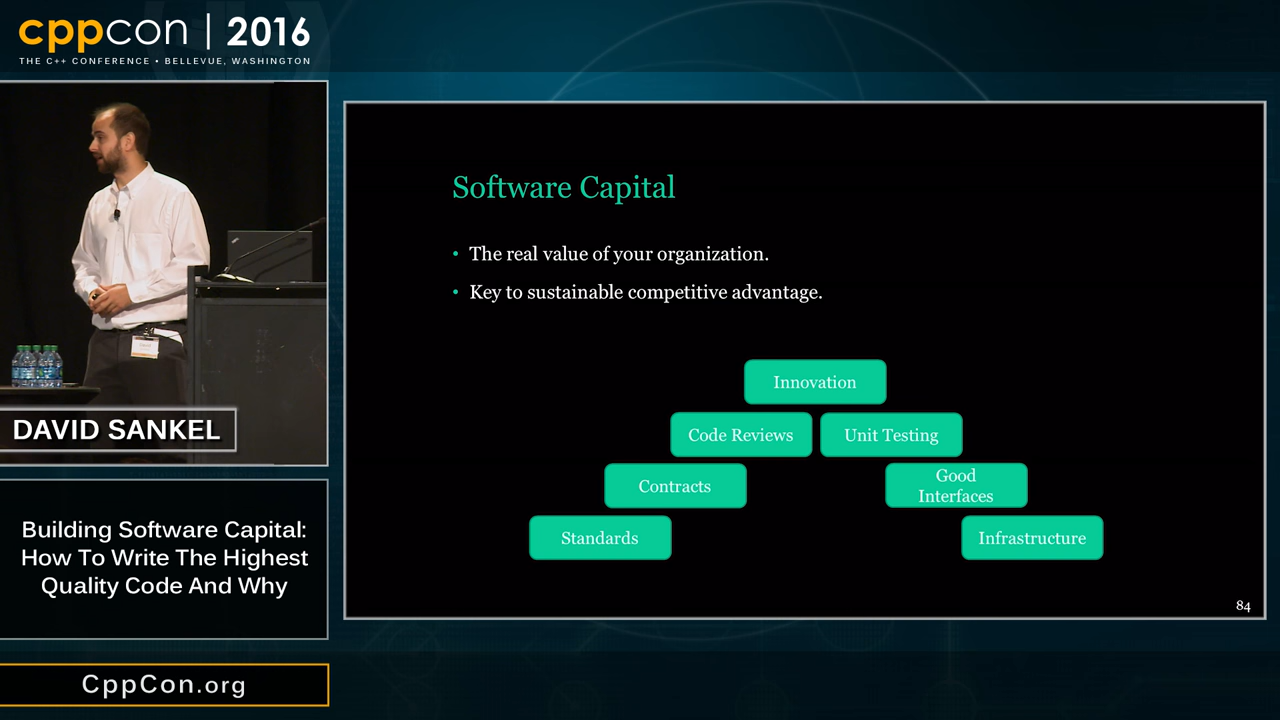 cppcon | 2016
THE C++ CONFERENCE • BELLEVUE, WASHINGTON
DAVID SANKEL
Building Software Capital:
How To Write The Highest
Quality Code And Why
CppCon.org
Software Capital
• The real value of your organization.
• Key to sustainable competitive advantage.
Innovation
Code Reviews
Unit Testing
Contracts
Good
Interfaces
Standards
Infrastructure
84